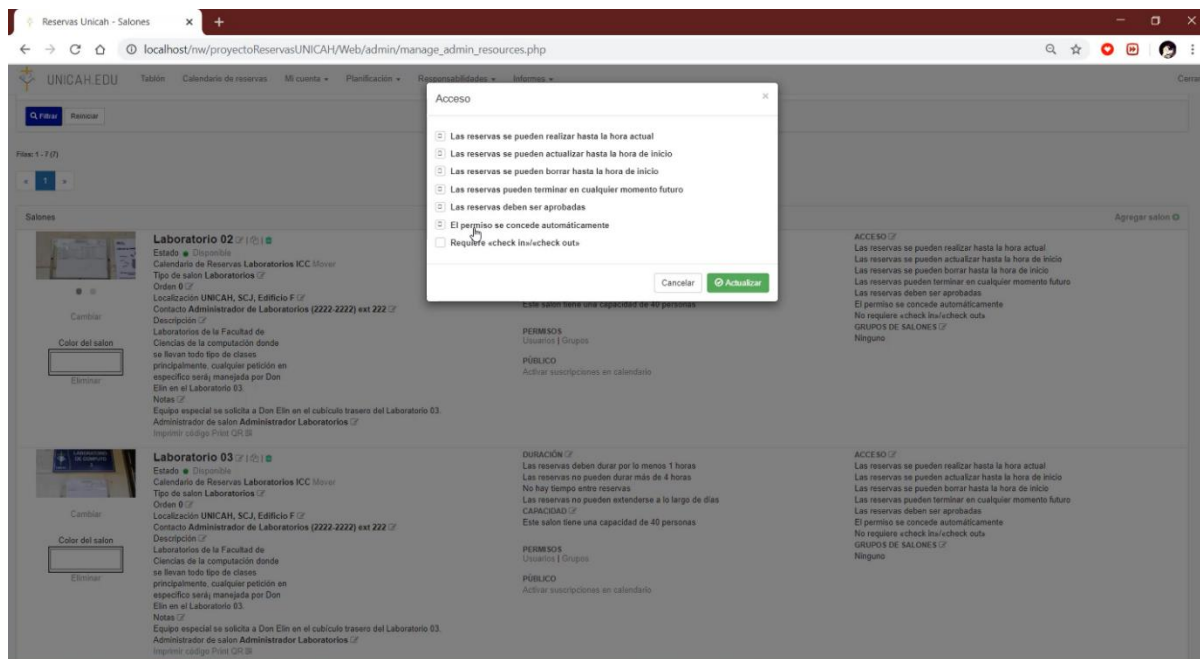 Reservas Unicah - Salones
localhost/nw/proyectoReservasUNICAH/Web/admin/manage_admin_resources.php
UNICAH.EDU Tablón Calendario de reservas Mi cuenta Planificación Responsabilidades Informes
Filtrar Reiniciar
Filas: 1 - 7 (7)
« 1 »
Acceso
Las reservas se pueden realizar hasta la hora actual
Las reservas se pueden actualizar hasta la hora de inicio
Las reservas se pueden borrar hasta la hora de inicio
Las reservas pueden terminar en cualquier momento futuro
Las reservas deben ser aprobadas
El permiso se concede automáticamente
Requiere «check in»/«check out»
Cancelar Actualizar
Salones Agregar salon
Laboratorio 02
Estado Disponible
Calendario de Reservas Laboratorios ICC Mover
Tipo de salon Laboratorios
Orden 0
Localización UNICAH, SCJ, Edificio F
Contacto Administrador de Laboratorios (2222-2222) ext 222
Descripción
Laboratorios de la Facultad de
Ciencias de la computación donde
se llevan todo tipo de clases
principalmente, cualquier petición en
especifico será¡ manejada por Don
Elin en el Laboratorio 03.
Notas
Equipo especial se solicita a Don Elin en el cubículo trasero del Laboratorio 03.
Administrador de salon Administrador Laboratorios
Imprimir código Print QR
Cambiar
Color del salon
Eliminar
Este salon tiene una capacidad de 40 personas
PERMISOS
Usuarios | Grupos
PÚBLICO
Activar suscripciones en calendario
ACCESO
Las reservas se pueden realizar hasta la hora actual
Las reservas se pueden actualizar hasta la hora de inicio
Las reservas se pueden borrar hasta la hora de inicio
Las reservas pueden terminar en cualquier momento futuro
Las reservas deben ser aprobadas
El permiso se concede automáticamente
No requiere «check in»/«check out»
GRUPOS DE SALONES
Ninguno
Laboratorio 03
Estado Disponible
Calendario de Reservas Laboratorios ICC Mover
Tipo de salon Laboratorios
Orden 0
Localización UNICAH, SCJ, Edificio F
Contacto Administrador de Laboratorios (2222-2222) ext 222
Descripción
Laboratorios de la Facultad de
Ciencias de la computación donde
se llevan todo tipo de clases
principalmente, cualquier petición en
especifico será¡ manejada por Don
Elin en el Laboratorio 03.
Notas
Equipo especial se solicita a Don Elin en el cubículo trasero del Laboratorio 03.
Administrador de salon Administrador Laboratorios
Imprimir código Print QR
Cambiar
Color del salon
Eliminar
DURACIÓN
Las reservas deben durar por lo menos 1 horas
Las reservas no pueden durar más de 4 horas
No hay tiempo entre reservas
Las reservas no pueden extenderse a lo largo de días
CAPACIDAD
Este salon tiene una capacidad de 40 personas
PERMISOS
Usuarios | Grupos
PÚBLICO
Activar suscripciones en calendario
ACCESO
Las reservas se pueden realizar hasta la hora actual
Las reservas se pueden actualizar hasta la hora de inicio
Las reservas se pueden borrar hasta la hora de inicio
Las reservas pueden terminar en cualquier momento futuro
Las reservas deben ser aprobadas
El permiso se concede automáticamente
No requiere «check in»/«check out»
GRUPOS DE SALONES
Ninguno